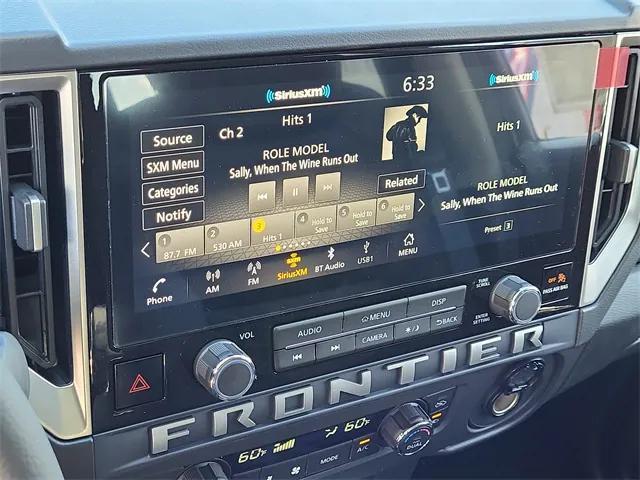 SiriusXM
6:33
SiriusXM
Source
Ch 2
Hits 1
Hits 1
SXM Menu
ROLE MODEL
Sally, When The Wine Runs Out
Categories
Related
ROLE MODEL
Sally, When The Wine Runs Out
Notify
1
87.7 FM
2
530 AM
3
Hits 1
4
Hold to
Save
5
Hold to
Save
6
Hold to
Save
Preset 3
Phone
AM
FM
SXM
SiriusXM
BT Audio
USB1
MENU
VOL
AUDIO
MENU
DISP
CAMERA
BACK
TUNE
SCROLL
ENTER
SETTING
OFF
PASS AIR BAG
FRONTIER
60°F
60°F
MODE
A/C
DUAL